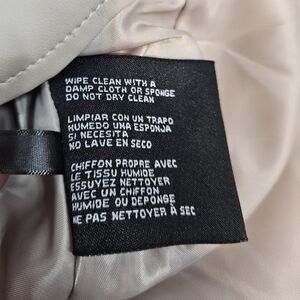 WIPE CLEAN WITH A
DAMP CLOTH OR SPONGE
DO NOT DRY CLEAN
LIMPIAR CON UN TRAPO
HUMEDO UNA ESPONJA
SI NECESITA
NO LAVE EN SECO
CHIFFON PROPRE AVEC
LE TISSU HUMIDE
ESSUYEZ NETTOYER
AVEC UN CHIFFON
HUMIDE OU DEPONGE
NE PAS NETTOYER À SEC